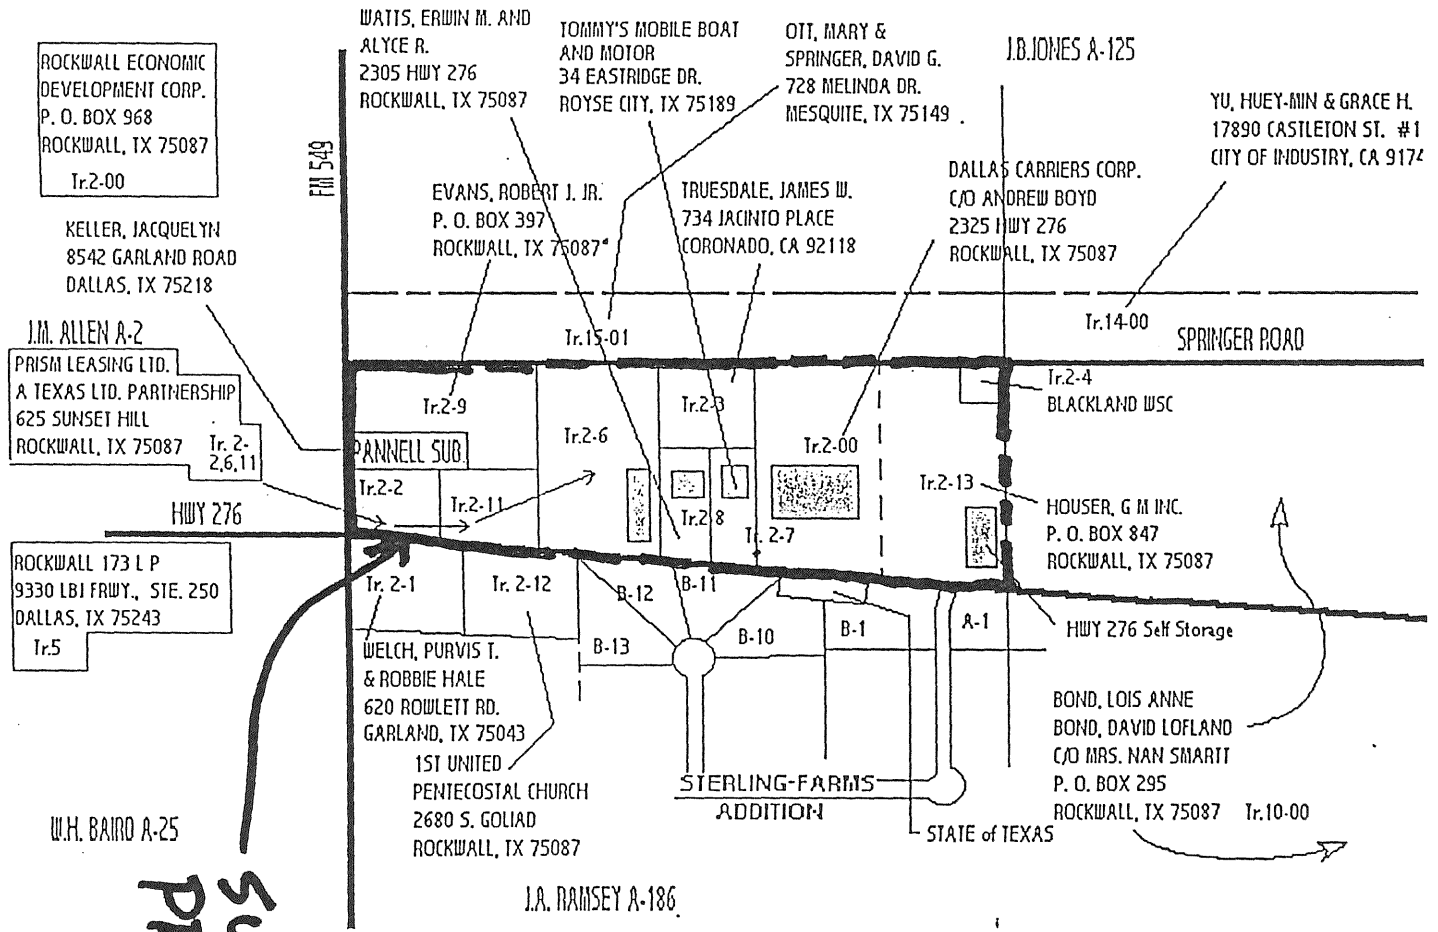 WATTS, ERWIN M. AND
ALYCE R.
2305 HWY 276
ROCKWALL, TX 75087
TOMMY'S MOBILE BOAT
AND MOTOR
34 EASTRIDGE DR.
ROYSE CITY, TX 75189
OTT, MARY &
SPRINGER, DAVID G.
728 MELINDA DR.
MESQUITE, TX 75149
J.B.JONES A-125
ROCKWALL ECONOMIC
DEVELOPMENT CORP.
P. O. BOX 968
ROCKWALL, TX 75087
Tr.2-00
YU, HUEY-MIN & GRACE H.
17890 CASTLETON ST. #1
CITY OF INDUSTRY, CA 9174
FM 549
EVANS, ROBERT J. JR.
P. O. BOX 397
ROCKWALL, TX 75087
TRUESDALE, JAMES W.
734 JACINTO PLACE
CORONADO, CA 92118
DALLAS CARRIERS CORP.
C/O ANDREW BOYD
2325 HWY 276
ROCKWALL, TX 75087
KELLER, JACQUELYN
8542 GARLAND ROAD
DALLAS, TX 75218
Tr.15-01
Tr.14-00
SPRINGER ROAD
J.M. ALLEN A-2
PRISM LEASING LTD.
A TEXAS LTD. PARTNERSHIP
625 SUNSET HILL
ROCKWALL, TX 75087
Tr. 2-
2,6,11
Tr.2-9
Tr.2-6
Tr.2-3
Tr.2-00
Tr.2-4
BLACKLAND WSC
PANNELL SUB.
Tr.2-2
Tr.2-11
Tr.2-8
Tr. 2-7
Tr.2-13
HOUSER, G M INC.
P. O. BOX 847
ROCKWALL, TX 75087
HWY 276
ROCKWALL 173 L P
9330 LBJ FRWY., STE. 250
DALLAS, TX 75243
Tr.5
Tr. 2-1
Tr. 2-12
B-12
B-11
B-13
B-10
B-1
A-1
HWY 276 Self Storage
WELCH, PURVIS T.
& ROBBIE HALE
620 ROWLETT RD.
GARLAND, TX 75043
1ST UNITED
PENTECOSTAL CHURCH
2680 S. GOLIAD
ROCKWALL, TX 75087
STERLING-FARMS
ADDITION
STATE of TEXAS
BOND, LOIS ANNE
BOND, DAVID LOFLAND
C/O MRS. NAN SMARTT
P. O. BOX 295
ROCKWALL, TX 75087 Tr.10-00
W.H. BAIRD A-25
J.A. RAMSEY A-186